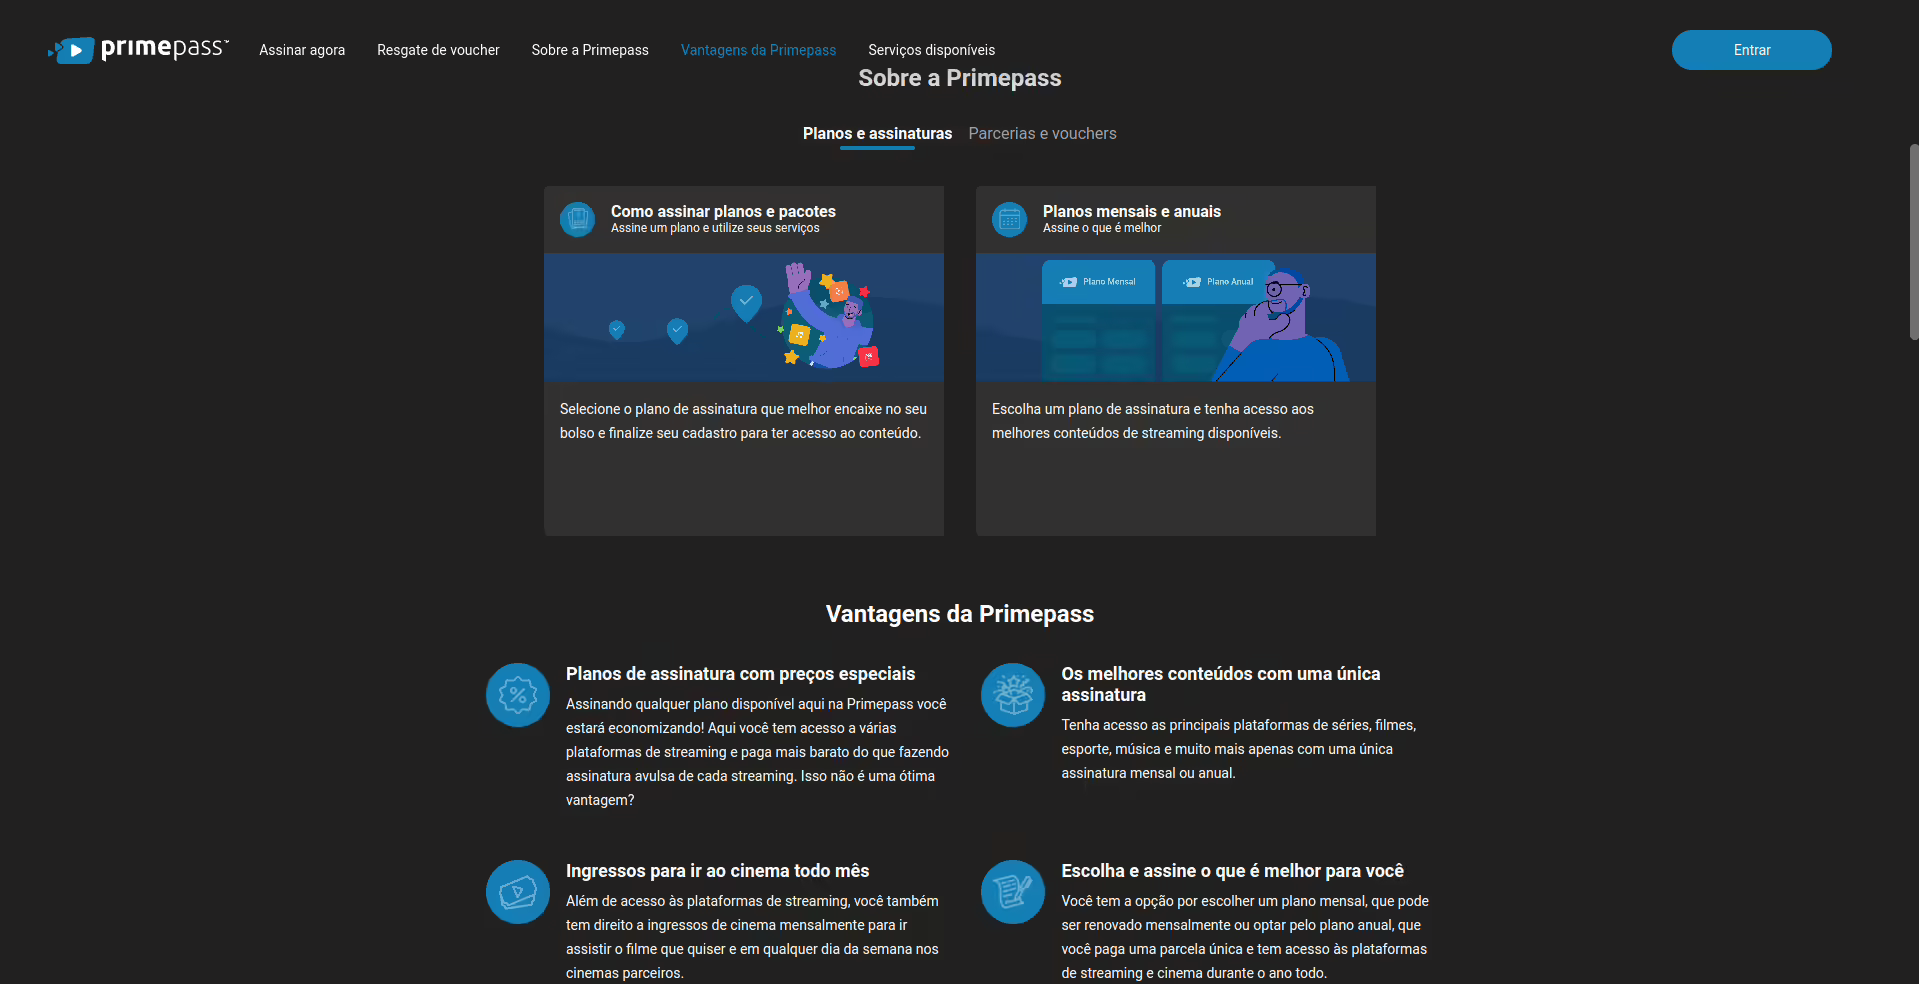 primepass
Assinar agora
Resgate de voucher
Sobre a Primepass
Vantagens da Primepass
Serviços disponíveis
Entrar
Sobre a Primepass
Planos e assinaturas
Parcerias e vouchers
Como assinar planos e pacotes
Assine um plano e utilize seus serviços
Selecione o plano de assinatura que melhor encaixe no seu
bolso e finalize seu cadastro para ter acesso ao conteúdo.
Planos mensais e anuais
Assine o que é melhor
Plano Mensal
Plano Anual
Escolha um plano de assinatura e tenha acesso aos
melhores conteúdos de streaming disponíveis.
Vantagens da Primepass
Planos de assinatura com preços especiais
Assinando qualquer plano disponível aqui na Primepass você
estará economizando! Aqui você tem acesso a várias
plataformas de streaming e paga mais barato do que fazendo
assinatura avulsa de cada streaming. Isso não é uma ótima
vantagem?
Os melhores conteúdos com uma única
assinatura
Tenha acesso as principais plataformas de séries, filmes,
esporte, música e muito mais apenas com uma única
assinatura mensal ou anual.
Ingressos para ir ao cinema todo mês
Além de acesso às plataformas de streaming, você também
tem direito a ingressos de cinema mensalmente para ir
assistir o filme que quiser e em qualquer dia da semana nos
cinemas parceiros.
Escolha e assine o que é melhor para você
Você tem a opção por escolher um plano mensal, que pode
ser renovado mensalmente ou optar pelo plano anual, que
você paga uma parcela única e tem acesso às plataformas
de streaming e cinema durante o ano todo.